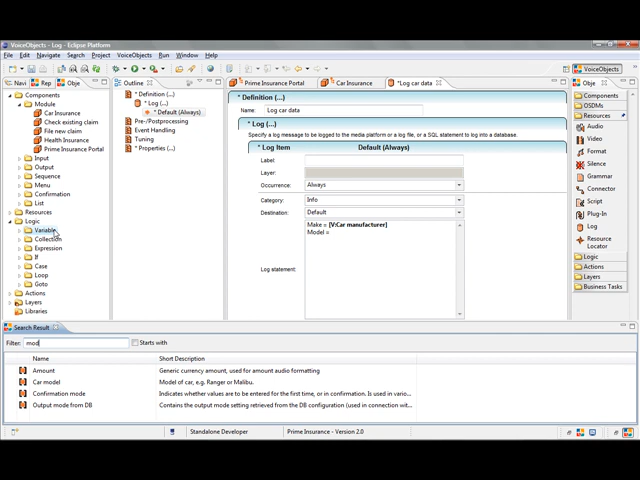 VoiceObjects - Log - Eclipse Platform
File Edit Navigate Search Project VoiceObjects Run Window Help
VoiceObjects
Navi Rep Obje
Components
Module
Car Insurance
Check existing claim
File new claim
Health Insurance
Prime Insurance Portal
Input
Output
Sequence
Menu
Confirmation
List
Resources
Logic
Variable
Collection
Expression
If
Case
Loop
Goto
Actions
Layers
Libraries
Outline
* Definition (...)
* Log (...)
* Default (Always)
Pre-/Postprocessing
Event Handling
Tuning
* Properties (...)
Prime Insurance Portal Car Insurance *Log car data
* Definition (...)
Name: Log car data
* Log (...)
Specify a log message to be logged to the media platform or a log file, or a SQL statement to log into a database.
* Log Item Default (Always)
Label:
Layer:
Occurrence: Always
Category: Info
Destination: Default
Make = [V:Car manufacturer]
Model =
Log statement:
Obje
Components
OSDMs
Resources
Audio
Video
Format
Silence
Grammar
Connector
Script
Plug-In
Log
Resource
Locator
Logic
Actions
Layers
Business Tasks
Search Result
Filter: mod Starts with
Name Short Description
Amount Generic currency amount, used for amount audio formatting
Car model Model of car, e.g. Ranger or Malibu.
Confirmation mode Indicates whether values are to be entered for the first time, or in confirmation. Is used in vario...
Output mode from DB Contains the output mode setting retrieved from the DB configuration (used in connection wit...
Standalone Developer Prime Insurance - Version 2.0